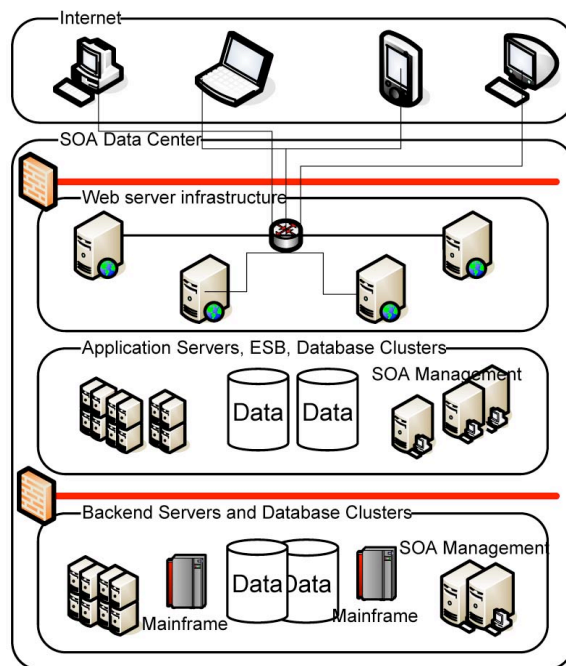 Internet
SOA Data Center
Web server infrastructure
Application Servers, ESB, Database Clusters
SOA Management
Data
Data
Backend Servers and Database Clusters
SOA Management
Data
Data
Mainframe
Mainframe